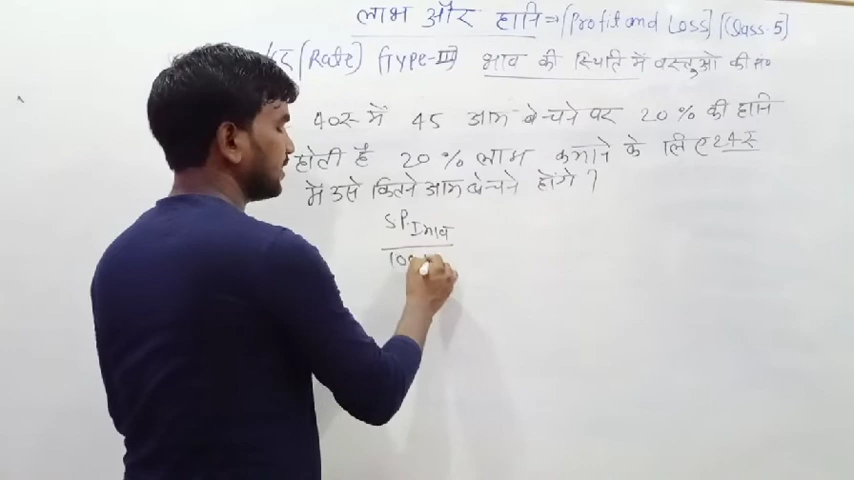 लाभ और हानि⇒[Profit and Loss] [Class-5]
(Rate) (Type-III) भाव की स्थिति में वस्तुओ की सं०
40रु में 45 आम बेचने पर 20% की हानि
होती है 20% लाभ कमाने के लिए 24रु
में उसे कितने आम बेचने होंगे ?
S.P Iभाव
100